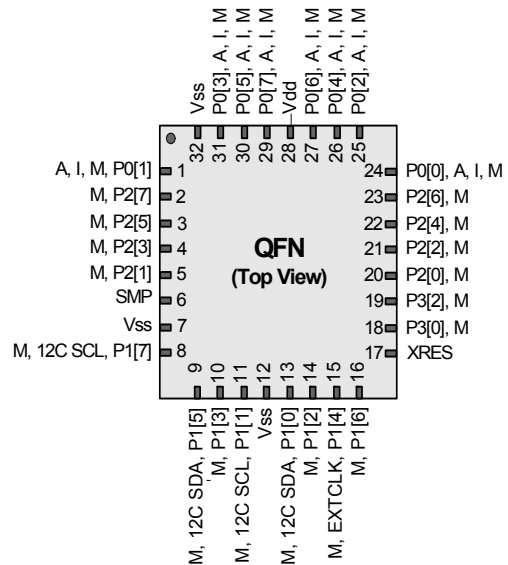 Vss
P0[3], A, I, M
P0[5], A, I, M
P0[7], A, I, M
Vdd
P0[6], A, I, M
P0[4], A, I, M
P0[2], A, I, M
32
31
30
29
28
27
26
25
A, I, M, P0[1]
1
M, P2[7]
2
M, P2[5]
3
M, P2[3]
4
M, P2[1]
5
SMP
6
Vss
7
M, 12C SCL, P1[7]
8
QFN
(Top View)
24
P0[0], A, I, M
23
P2[6], M
22
P2[4], M
21
P2[2], M
20
P2[0], M
19
P3[2], M
18
P3[0], M
17
XRES
9
10
11
12
13
14
15
16
M, 12C SDA, P1[5]
M, P1[3]
M, 12C SCL, P1[1]
Vss
M, 12C SDA, P1[0]
M, P1[2]
M, EXTCLK, P1[4]
M, P1[6]